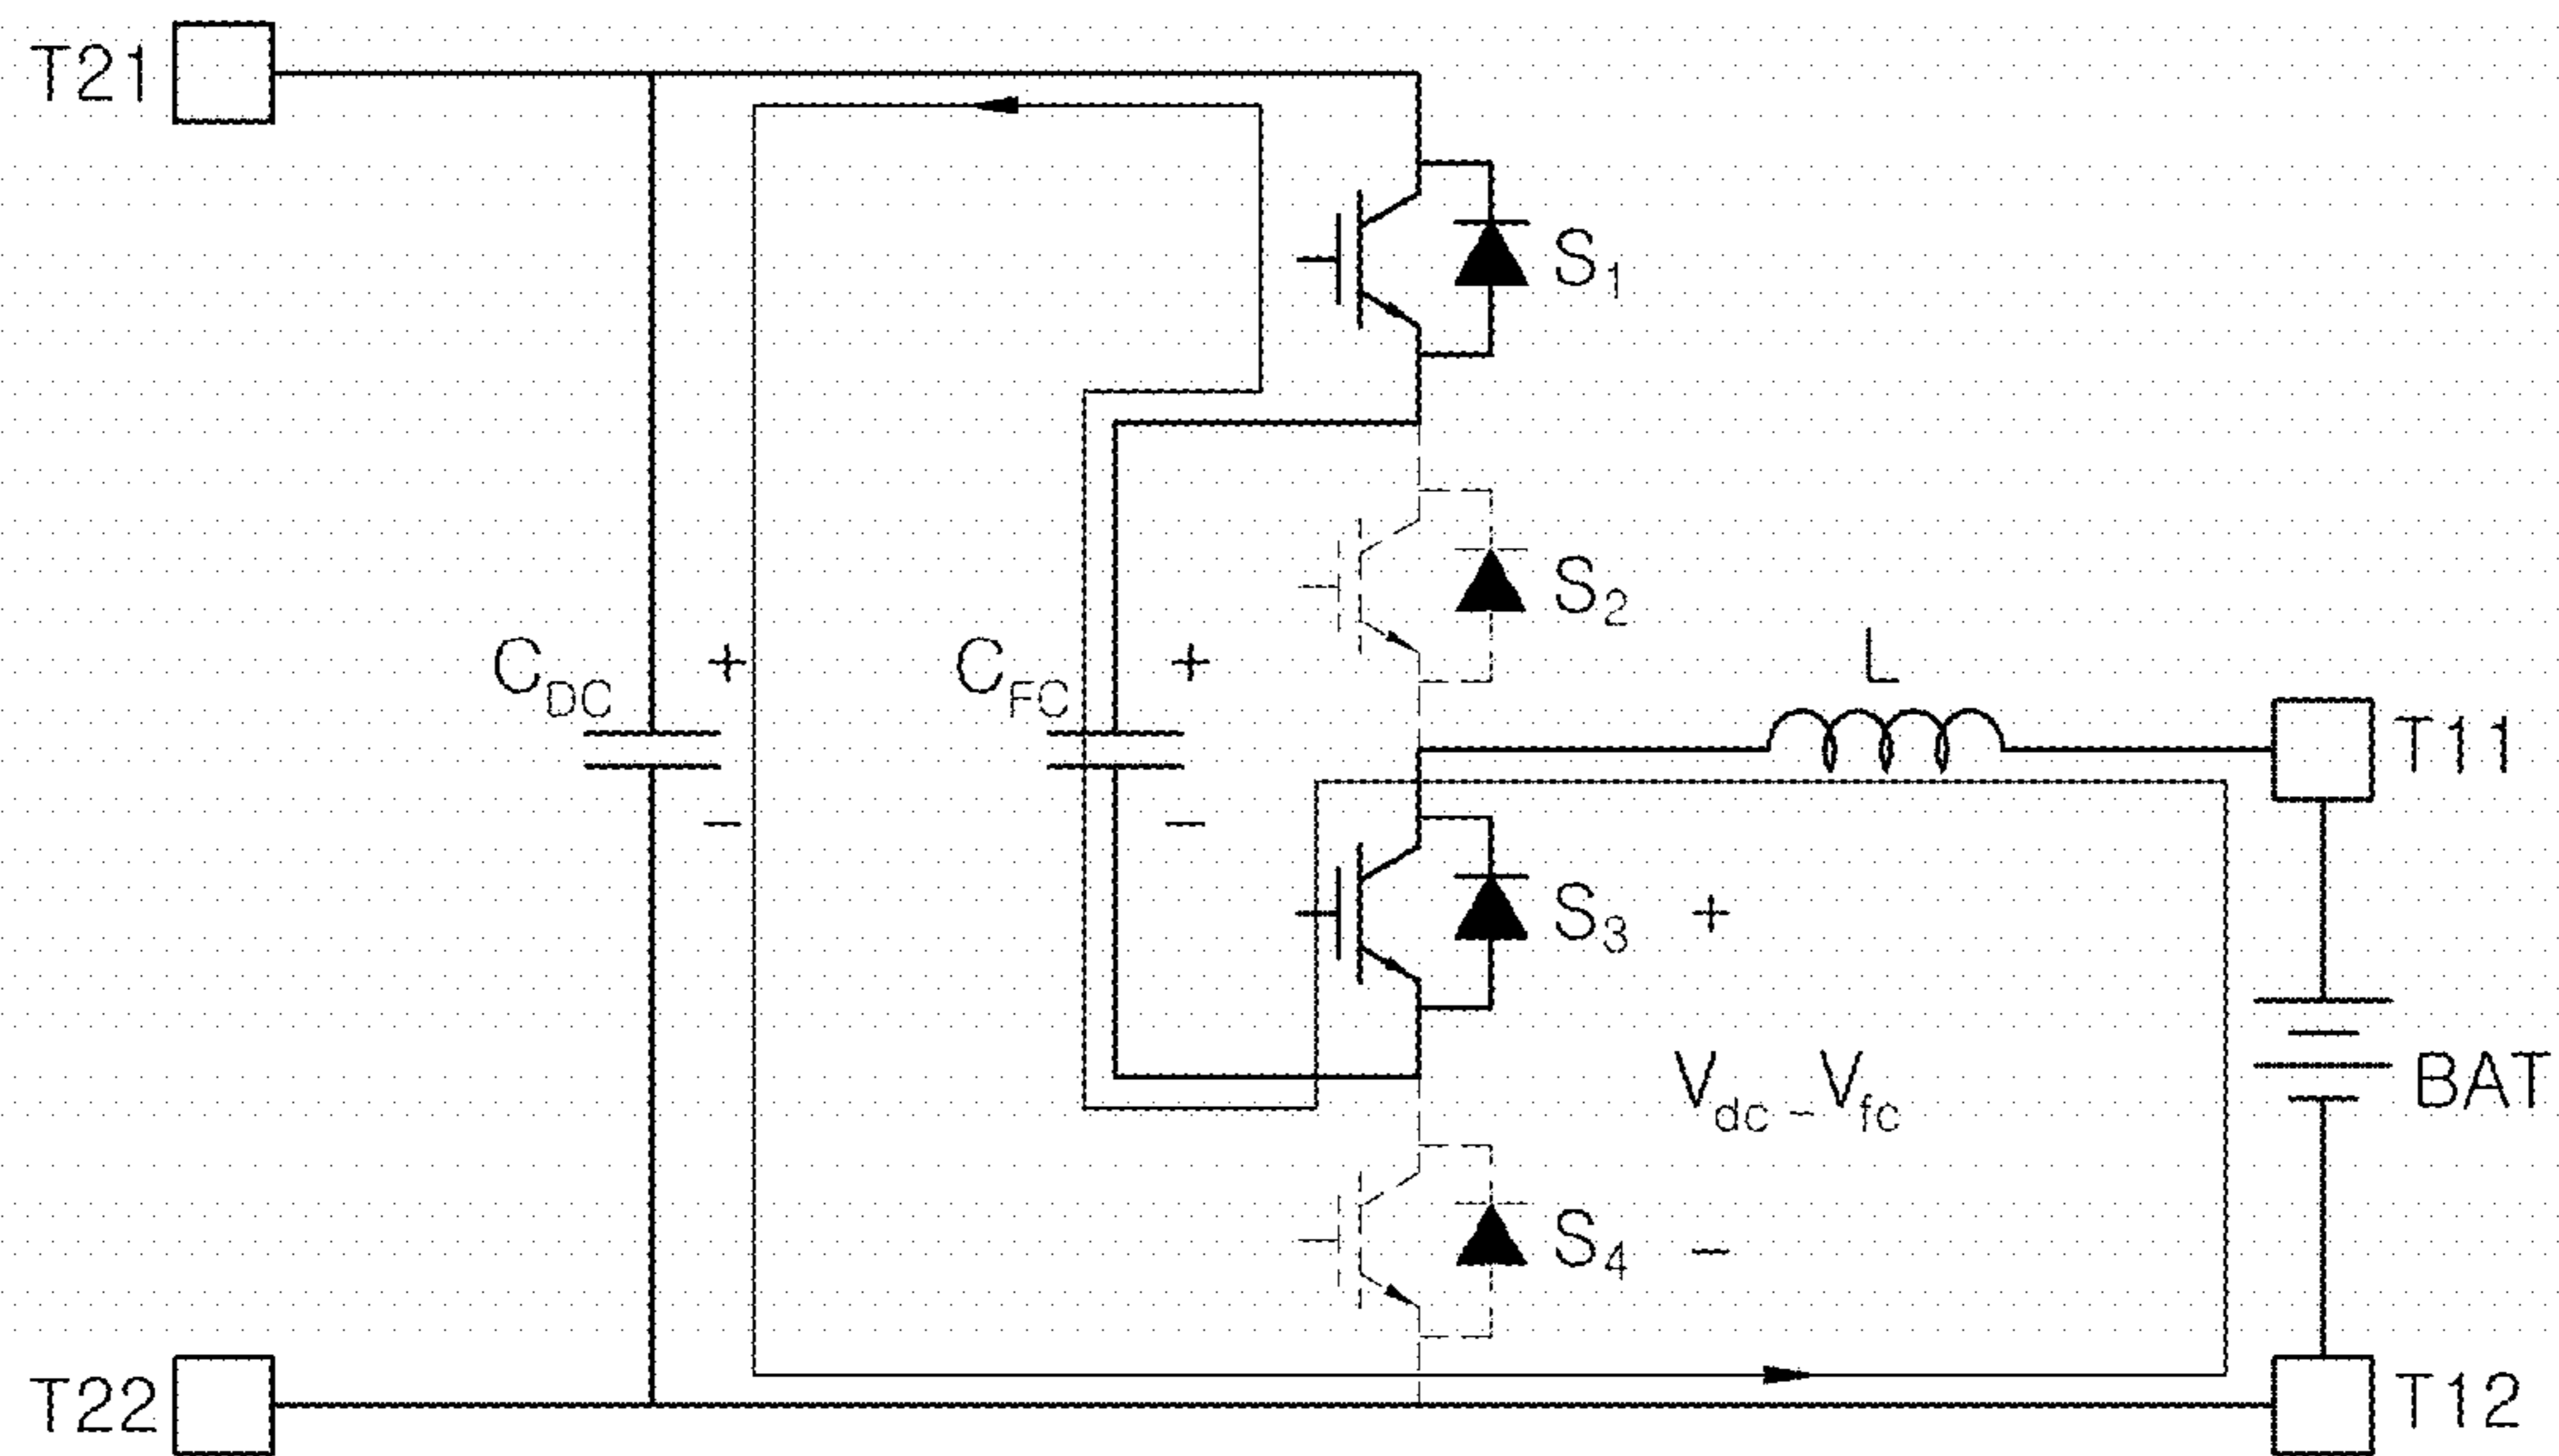 T21
S1
S2
CDC
+
−
CFC
+
−
L
T11
S3
+
Vdc − Vfc
BAT
S4
−
T22
T12